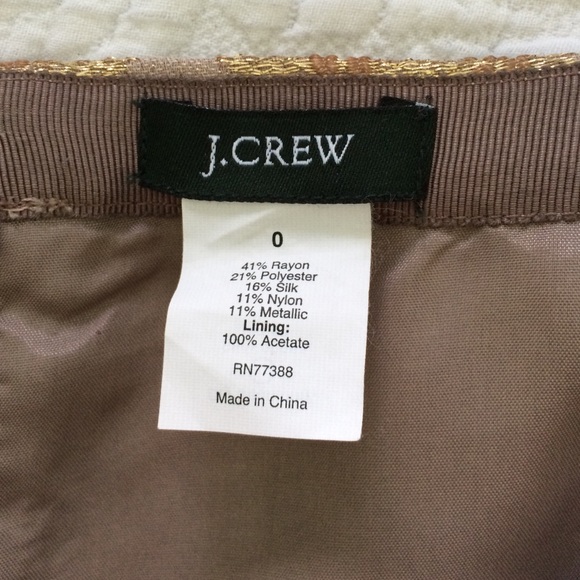 J.CREW
0
41% Rayon
21% Polyester
16% Silk
11% Nylon
11% Metallic
Lining:
100% Acetate
RN77388
Made in China